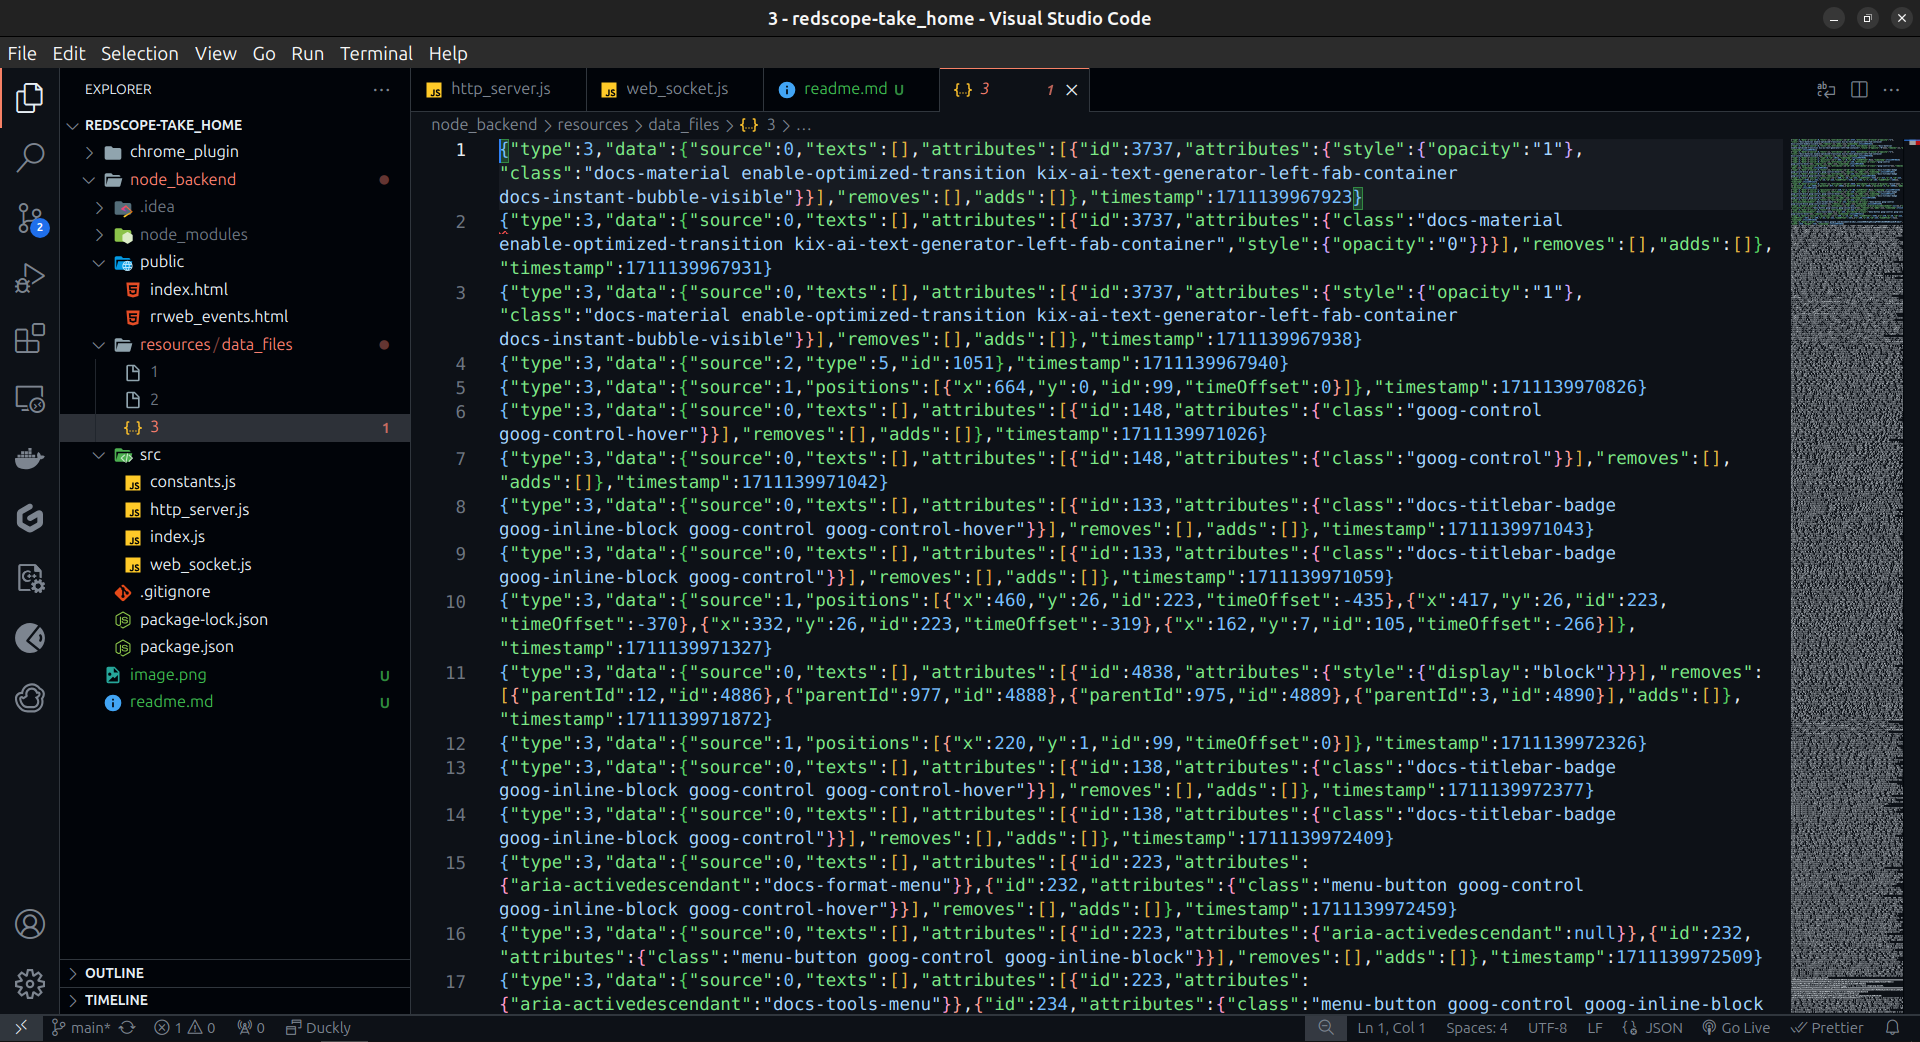 3 - redscope-take_home - Visual Studio Code
File Edit Selection View Go Run Terminal Help
EXPLORER
http_server.js
web_socket.js
readme.md U
{..} 3 1
REDSCOPE-TAKE_HOME
chrome_plugin
node_backend
.idea
node_modules
public
index.html
rrweb_events.html
resources / data_files
1
2
{..} 3 1
src
constants.js
http_server.js
index.js
web_socket.js
.gitignore
package-lock.json
package.json
image.png U
readme.md U
OUTLINE
TIMELINE
2
node_backend > resources > data_files > {..} 3 > ...
1 {"type":3,"data":{"source":0,"texts":[],"attributes":[{"id":3737,"attributes":{"style":{"opacity":"1"},
"class":"docs-material enable-optimized-transition kix-ai-text-generator-left-fab-container
docs-instant-bubble-visible"}}],"removes":[],"adds":[]},"timestamp":1711139967923}
2 {"type":3,"data":{"source":0,"texts":[],"attributes":[{"id":3737,"attributes":{"class":"docs-material
enable-optimized-transition kix-ai-text-generator-left-fab-container","style":{"opacity":"0"}}}],"removes":[],"adds":[]},
"timestamp":1711139967931}
3 {"type":3,"data":{"source":0,"texts":[],"attributes":[{"id":3737,"attributes":{"style":{"opacity":"1"},
"class":"docs-material enable-optimized-transition kix-ai-text-generator-left-fab-container
docs-instant-bubble-visible"}}],"removes":[],"adds":[]},"timestamp":1711139967938}
4 {"type":3,"data":{"source":2,"type":5,"id":1051},"timestamp":1711139967940}
5 {"type":3,"data":{"source":1,"positions":[{"x":664,"y":0,"id":99,"timeOffset":0}]},"timestamp":1711139970826}
6 {"type":3,"data":{"source":0,"texts":[],"attributes":[{"id":148,"attributes":{"class":"goog-control
goog-control-hover"}}],"removes":[],"adds":[]},"timestamp":1711139971026}
7 {"type":3,"data":{"source":0,"texts":[],"attributes":[{"id":148,"attributes":{"class":"goog-control"}}],"removes":[],
"adds":[]},"timestamp":1711139971042}
8 {"type":3,"data":{"source":0,"texts":[],"attributes":[{"id":133,"attributes":{"class":"docs-titlebar-badge
goog-inline-block goog-control goog-control-hover"}}],"removes":[],"adds":[]},"timestamp":1711139971043}
9 {"type":3,"data":{"source":0,"texts":[],"attributes":[{"id":133,"attributes":{"class":"docs-titlebar-badge
goog-inline-block goog-control"}}],"removes":[],"adds":[]},"timestamp":1711139971059}
10 {"type":3,"data":{"source":1,"positions":[{"x":460,"y":26,"id":223,"timeOffset":-435},{"x":417,"y":26,"id":223,
"timeOffset":-370},{"x":332,"y":26,"id":223,"timeOffset":-319},{"x":162,"y":7,"id":105,"timeOffset":-266}]},
"timestamp":1711139971327}
11 {"type":3,"data":{"source":0,"texts":[],"attributes":[{"id":4838,"attributes":{"style":{"display":"block"}}}],"removes":
[{"parentId":12,"id":4886},{"parentId":977,"id":4888},{"parentId":975,"id":4889},{"parentId":3,"id":4890}],"adds":[]},
"timestamp":1711139971872}
12 {"type":3,"data":{"source":1,"positions":[{"x":220,"y":1,"id":99,"timeOffset":0}]},"timestamp":1711139972326}
13 {"type":3,"data":{"source":0,"texts":[],"attributes":[{"id":138,"attributes":{"class":"docs-titlebar-badge
goog-inline-block goog-control goog-control-hover"}}],"removes":[],"adds":[]},"timestamp":1711139972377}
14 {"type":3,"data":{"source":0,"texts":[],"attributes":[{"id":138,"attributes":{"class":"docs-titlebar-badge
goog-inline-block goog-control"}}],"removes":[],"adds":[]},"timestamp":1711139972409}
15 {"type":3,"data":{"source":0,"texts":[],"attributes":[{"id":223,"attributes":
{"aria-activedescendant":"docs-format-menu"}},{"id":232,"attributes":{"class":"menu-button goog-control
goog-inline-block goog-control-hover"}}],"removes":[],"adds":[]},"timestamp":1711139972459}
16 {"type":3,"data":{"source":0,"texts":[],"attributes":[{"id":223,"attributes":{"aria-activedescendant":null}},{"id":232,
"attributes":{"class":"menu-button goog-control goog-inline-block"}}],"removes":[],"adds":[]},"timestamp":1711139972509}
17 {"type":3,"data":{"source":0,"texts":[],"attributes":[{"id":223,"attributes":
{"aria-activedescendant":"docs-tools-menu"}},{"id":234,"attributes":{"class":"menu-button goog-control goog-inline-block
main* 1 0 0 Duckly
Ln 1, Col 1 Spaces: 4 UTF-8 LF JSON Go Live Prettier